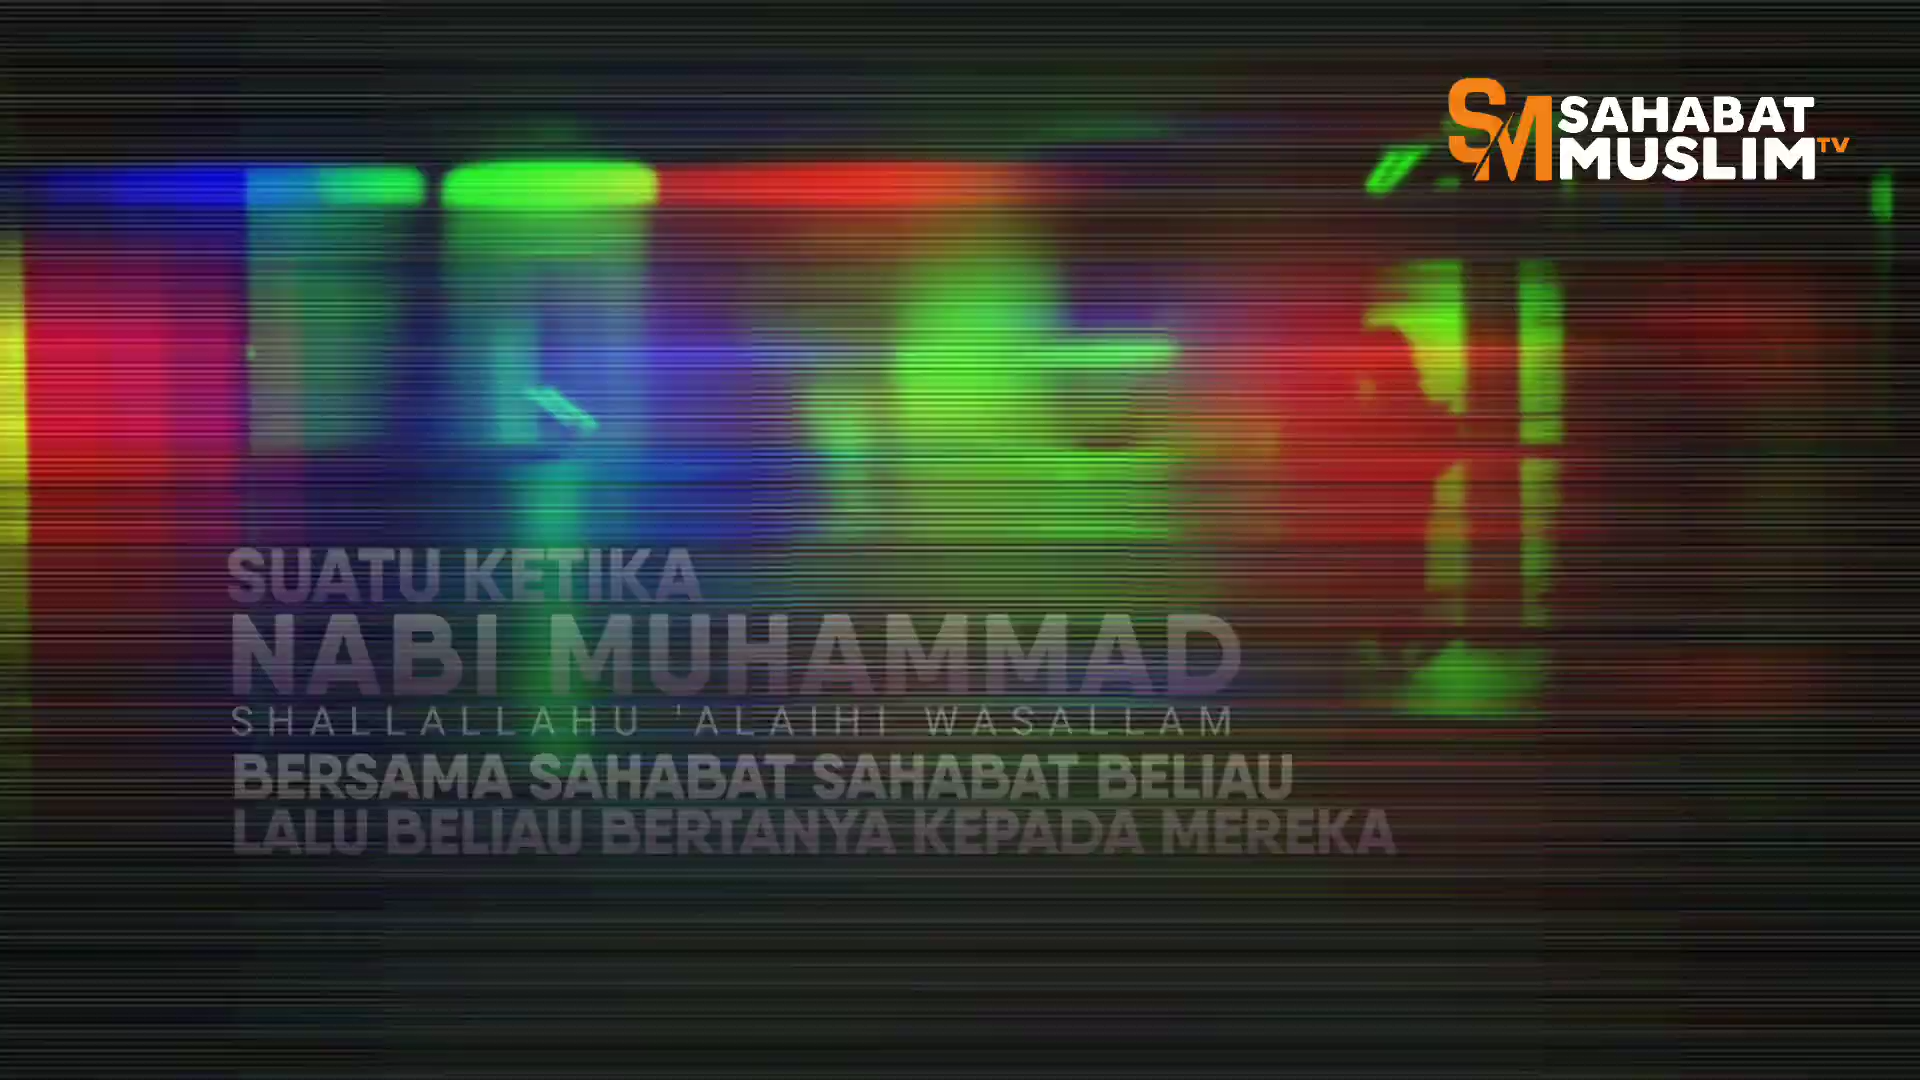 SM SAHABAT
MUSLIM TV
SUATU KETIKA
NABI MUHAMMAD
SHALLALLAHU 'ALAIHI WASALLAM
BERSAMA SAHABAT SAHABAT BELIAU
LALU BELIAU BERTANYA KEPADA MEREKA